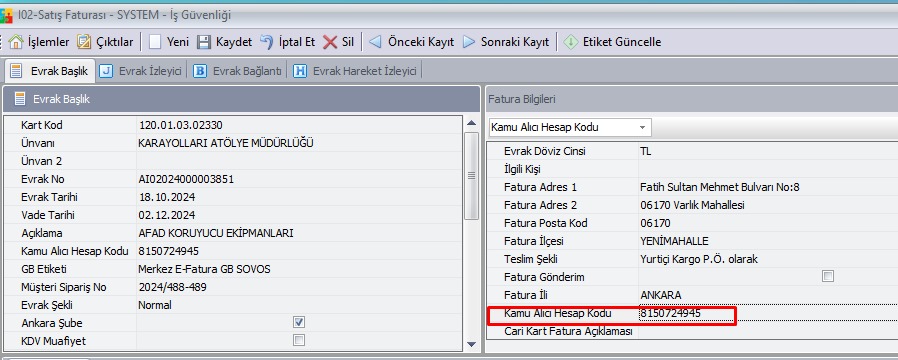 I02-Satış Faturası - SYSTEM - İş Güvenliği
İşlemler Çıktılar Yeni Kaydet İptal Et Sil Önceki Kayıt Sonraki Kayıt Etiket Güncelle
Evrak Başlık J Evrak İzleyici B Evrak Bağlantı H Evrak Hareket İzleyici
Evrak Başlık
Kart Kod 120.01.03.02330
Ünvanı KARAYOLLARI ATÖLYE MÜDÜRLÜĞÜ
Ünvan 2
Evrak No AI02024000003851
Evrak Tarihi 18.10.2024
Vade Tarihi 02.12.2024
Açıklama AFAD KORUYUCU EKİPMANLARI
Kamu Alıcı Hesap Kodu 8150724945
GB Etiketi Merkez E-Fatura GB SOVOS
Müşteri Sipariş No 2024/488-489
Evrak Şekli Normal
Ankara Şube
KDV Muafiyet
Fatura Bilgileri
Kamu Alıcı Hesap Kodu
Evrak Döviz Cinsi TL
İlgili Kişi
Fatura Adres 1 Fatih Sultan Mehmet Bulvarı No:8
Fatura Adres 2 06170 Varlık Mahallesi
Fatura Posta Kod 06170
Fatura İlçesi YENİMAHALLE
Teslim Şekli Yurtiçi Kargo P.Ö. olarak
Fatura Gönderim
Fatura İli ANKARA
Kamu Alıcı Hesap Kodu 8150724945
Cari Kart Fatura Açıklaması